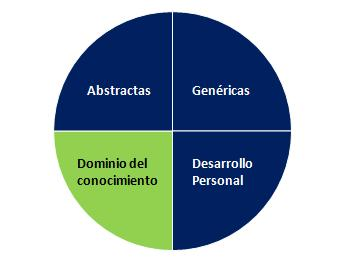 Abstractas
Genéricas
Dominio del
conocimiento
Desarrollo
Personal